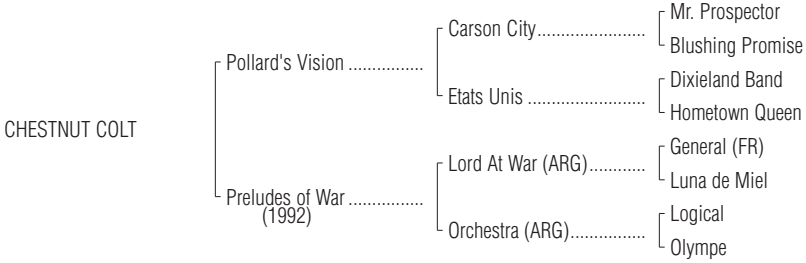 Mr. Prospector
Carson City.......................
Blushing Promise
Pollard's Vision ................
Dixieland Band
Etats Unis .........................
Hometown Queen
CHESTNUT COLT
General (FR)
Lord At War (ARG)............
Luna de Miel
Preludes of War ................
(1992)
Logical
Orchestra (ARG)................
Olympe